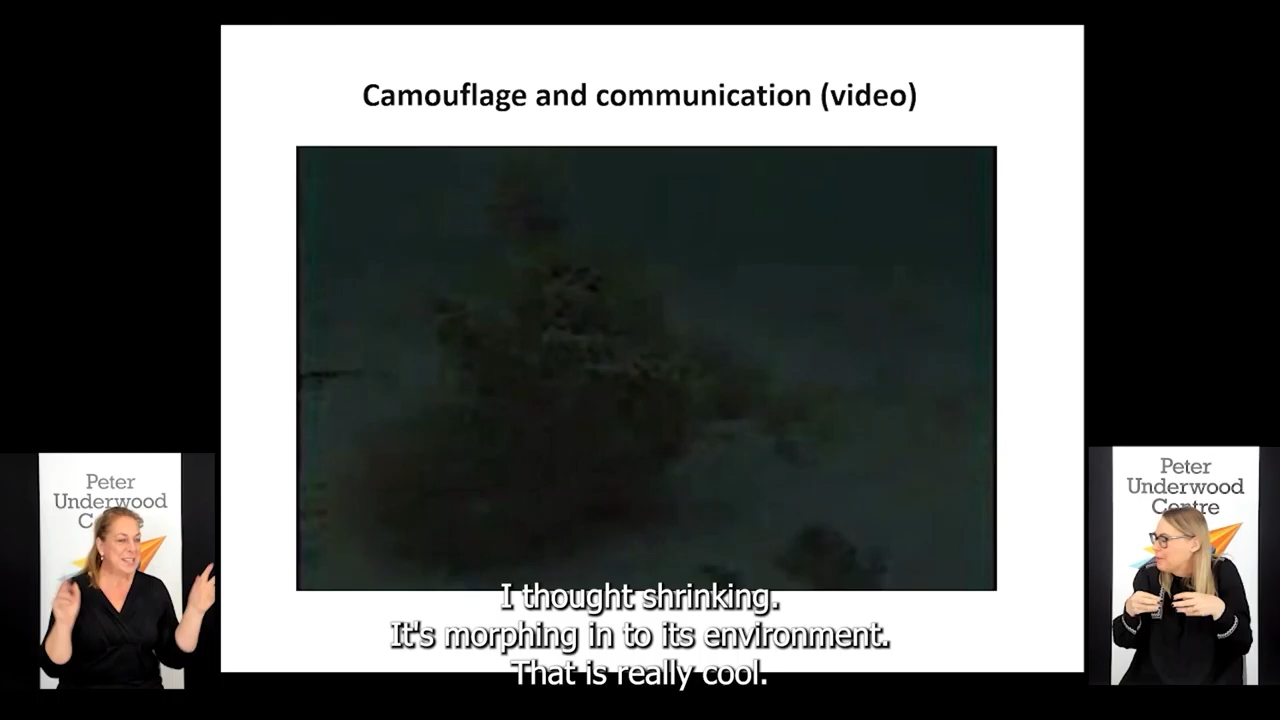 Camouflage and communication (video)
Peter
Underwood
Peter
Underwood
Centre
I thought shrinking.
It's morphing in to its environment.
That is really cool.